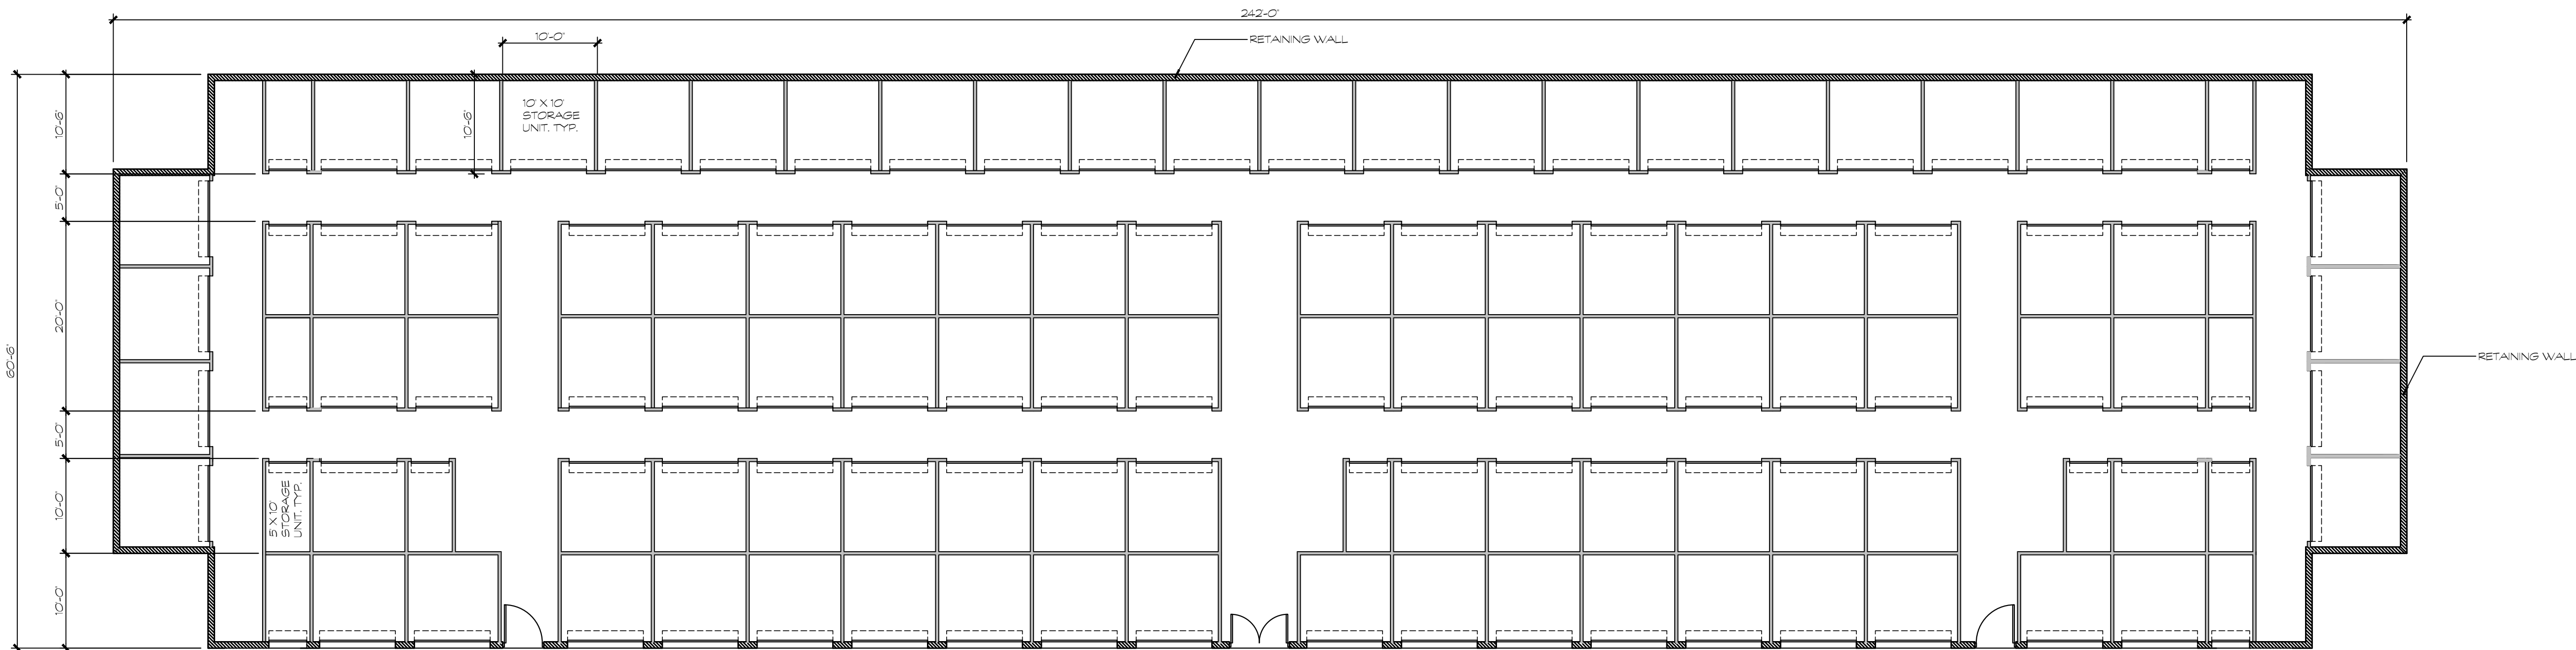 242'-0"
10'-0"
RETAINING WALL
10' X 10'
STORAGE
UNIT. TYP.
10'-6"
10'-6"
5'-0"
20'-0"
60'-6"
RETAINING WALL
5'-0"
10'-0"
5' X 10'
STORAGE
UNIT. TYP.
10'-0"